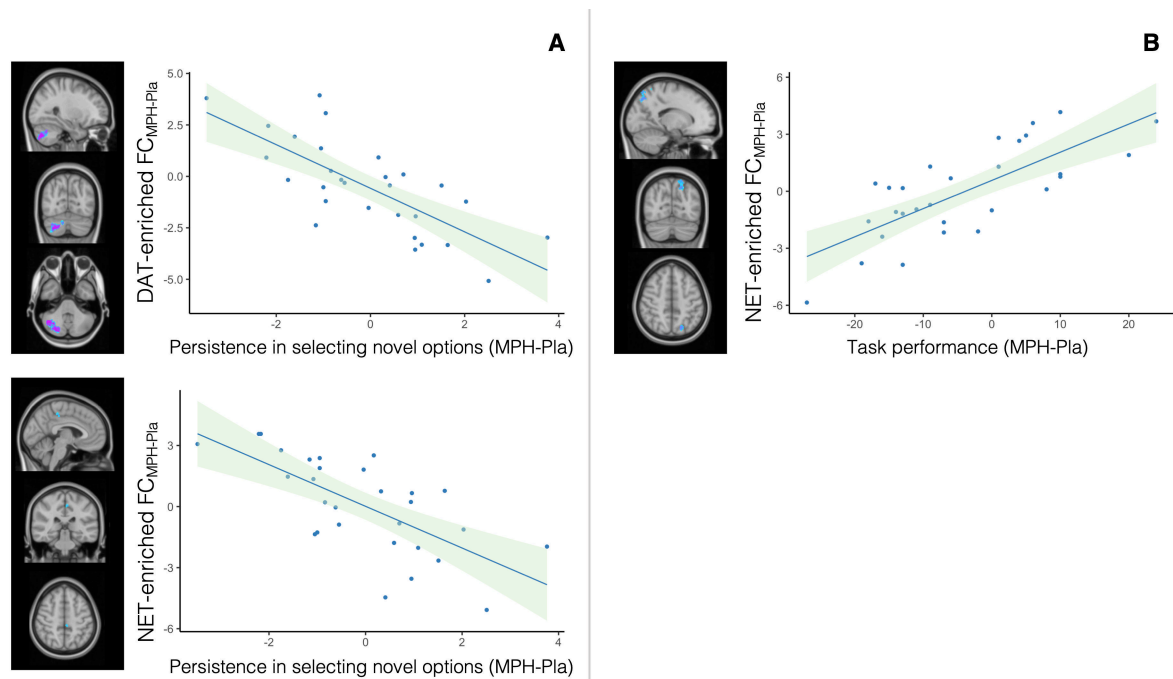 A
DAT-enriched FC_MPH-Pla
5.0
2.5
0.0
-2.5
-5.0
-2 0 2 4
Persistence in selecting novel options (MPH-Pla)
NET-enriched FC_MPH-Pla
3
0
-3
-6
-2 0 2 4
Persistence in selecting novel options (MPH-Pla)
B
NET-enriched FC_MPH-Pla
6
3
0
-3
-6
-20 -10 0 10 20
Task performance (MPH-Pla)